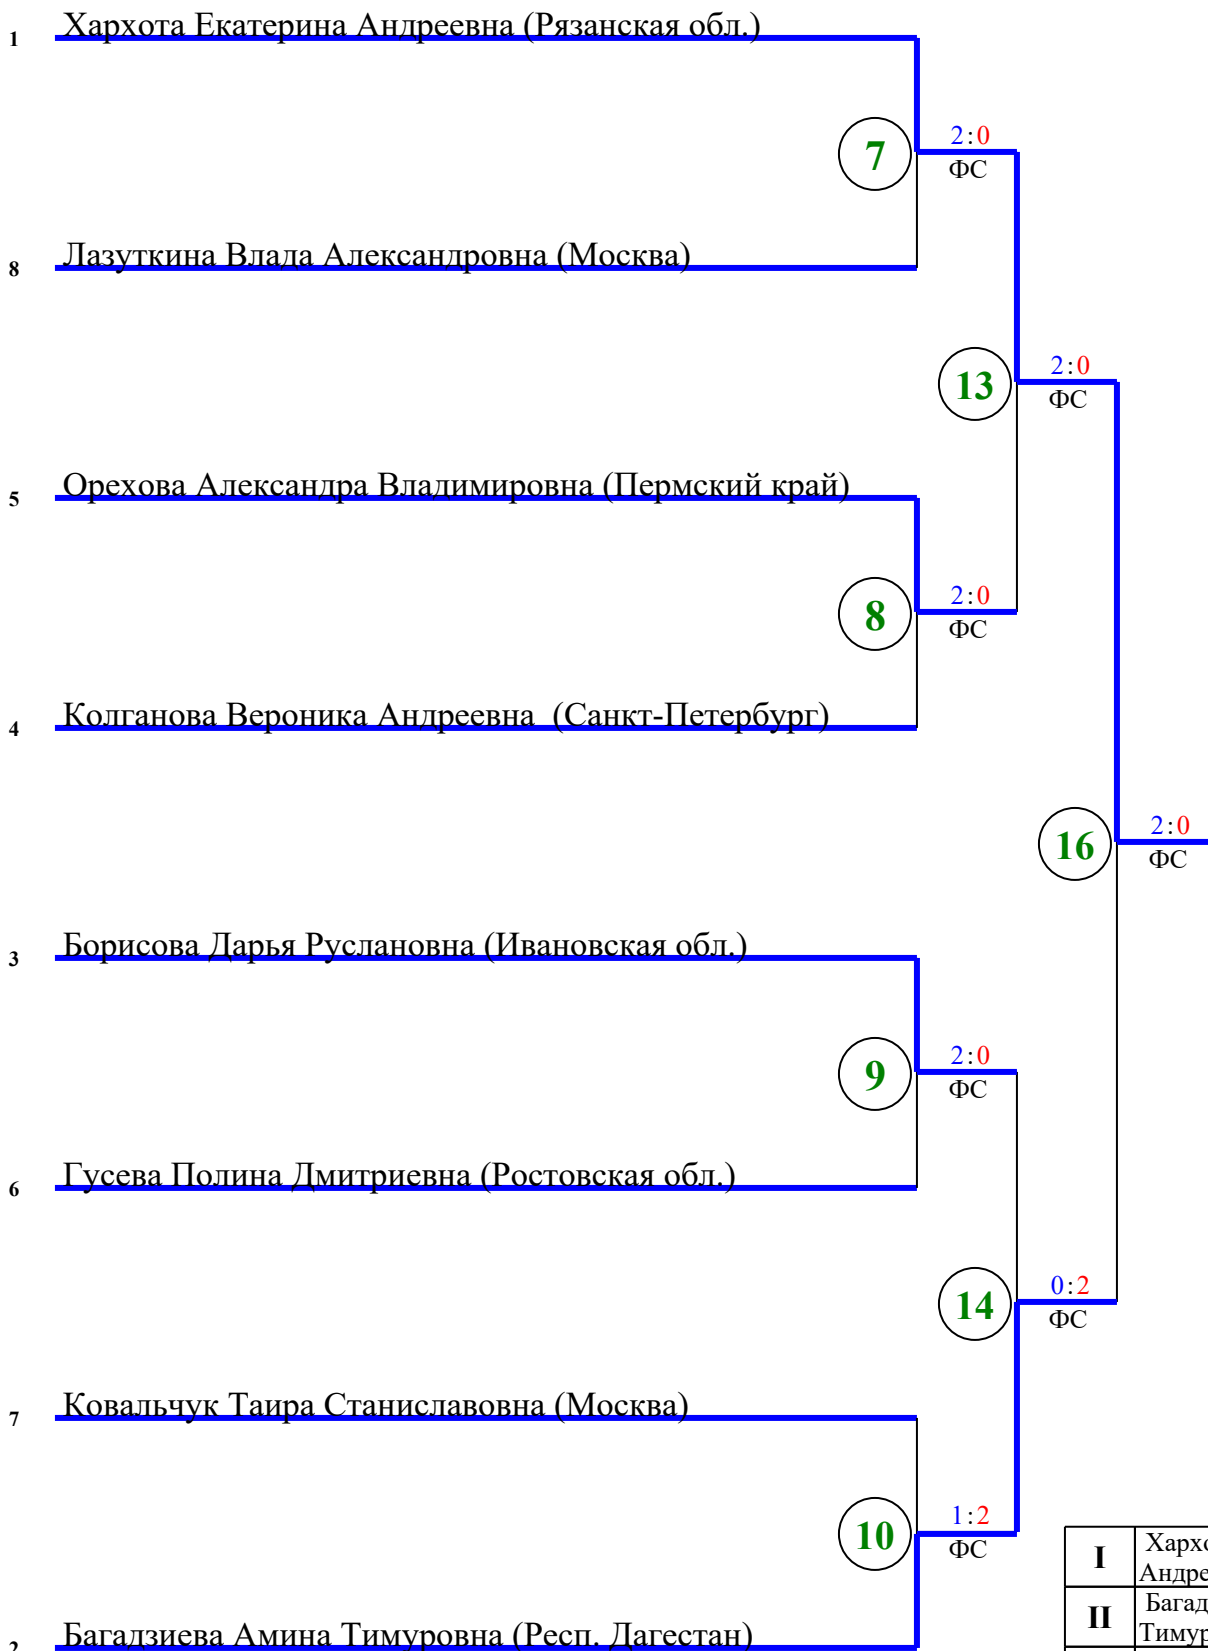 1 Хархота Екатерина Андреевна (Рязанская обл.)
2:0
7
ФС
8 Лазуткина Влада Александровна (Москва)
2:0
13
ФС
5 Орехова Александра Владимировна (Пермский край)
2:0
8
ФС
4 Колганова Вероника Андреевна (Санкт-Петербург)
2:0
16
ФС
3 Борисова Дарья Руслановна (Ивановская обл.)
2:0
9
ФС
6 Гусева Полина Дмитриевна (Ростовская обл.)
0:2
14
ФС
7 Ковальчук Таира Станиславовна (Москва)
1:2
10
ФС
I
II
2 Багадзиева Амина Тимуровна (Респ. Дагестан)